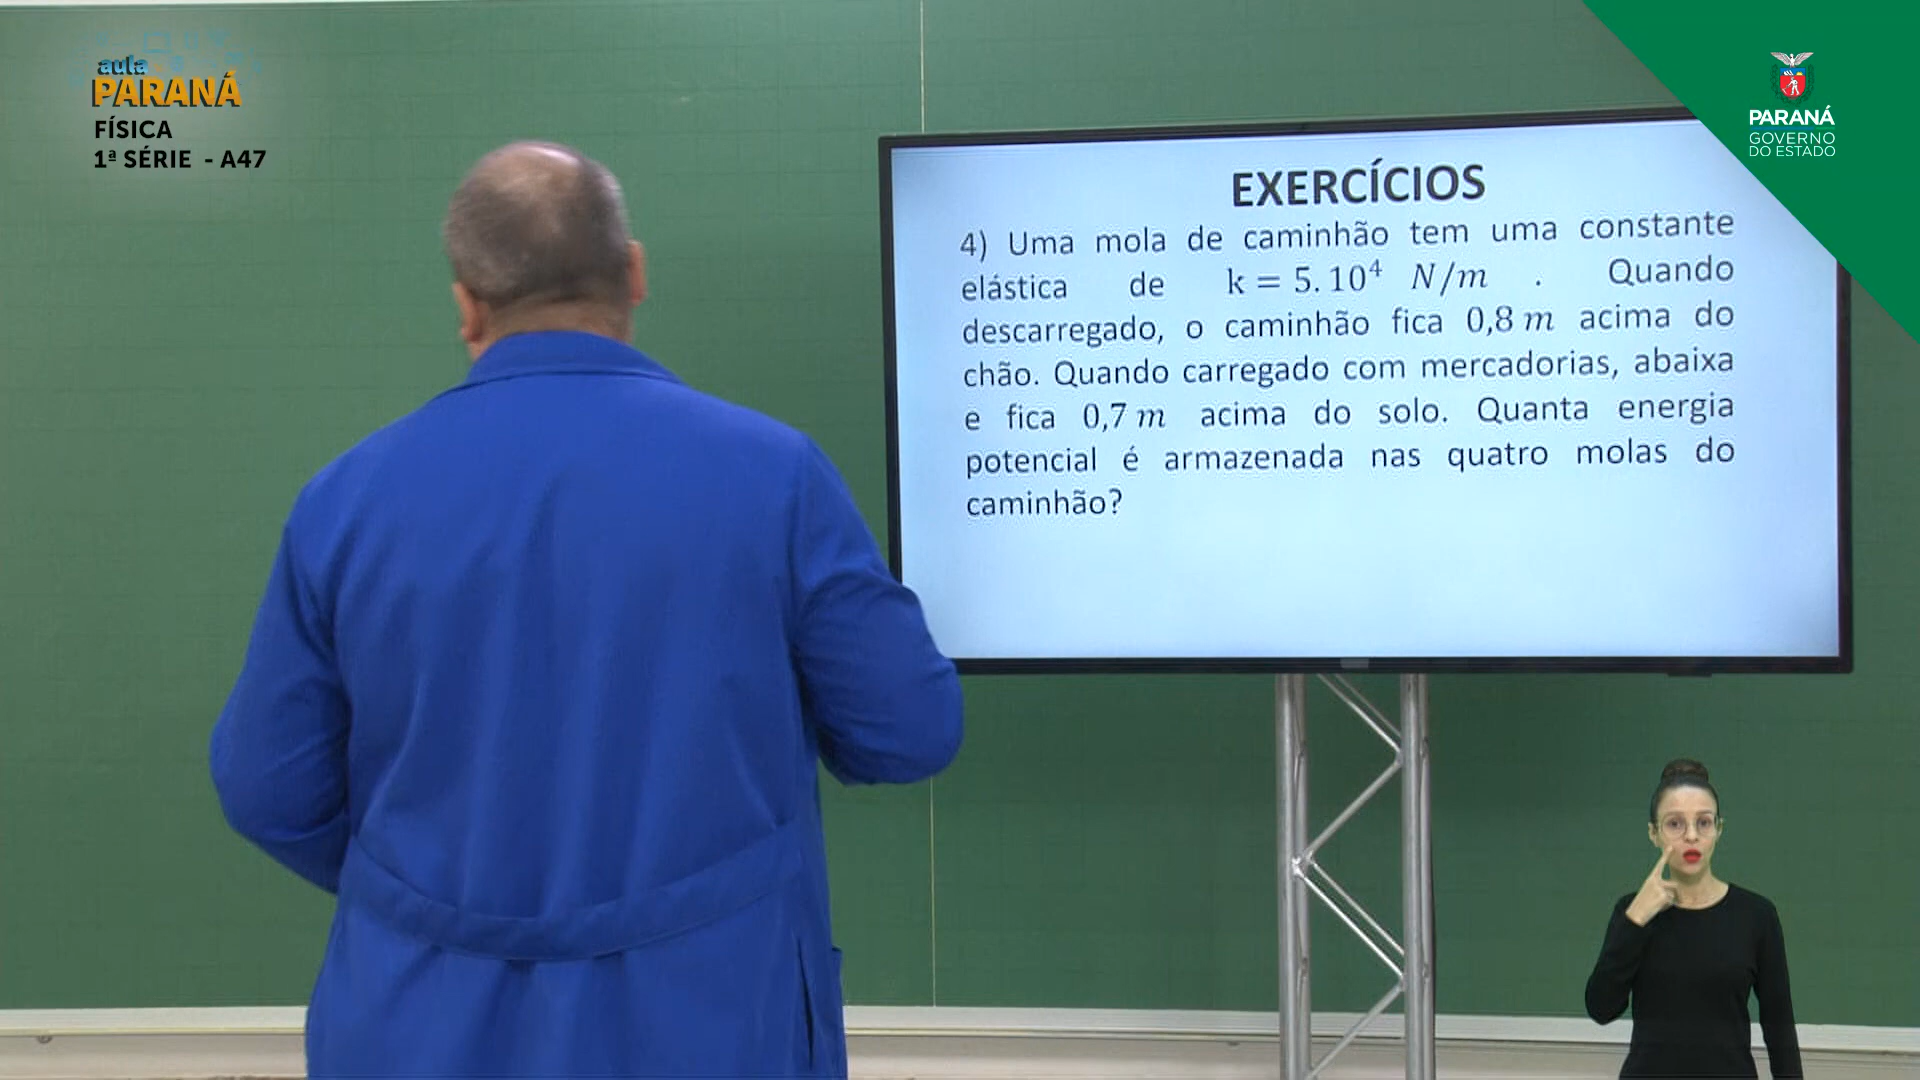 aula
PARANÁ
FÍSICA
1ª SÉRIE - A47
PARANÁ
GOVERNO
DO ESTADO
EXERCÍCIOS
4) Uma mola de caminhão tem uma constante
elástica de k = 5. 10⁴ N/m . Quando
descarregado, o caminhão fica 0,8 m acima do
chão. Quando carregado com mercadorias, abaixa
e fica 0,7 m acima do solo. Quanta energia
potencial é armazenada nas quatro molas do
caminhão?